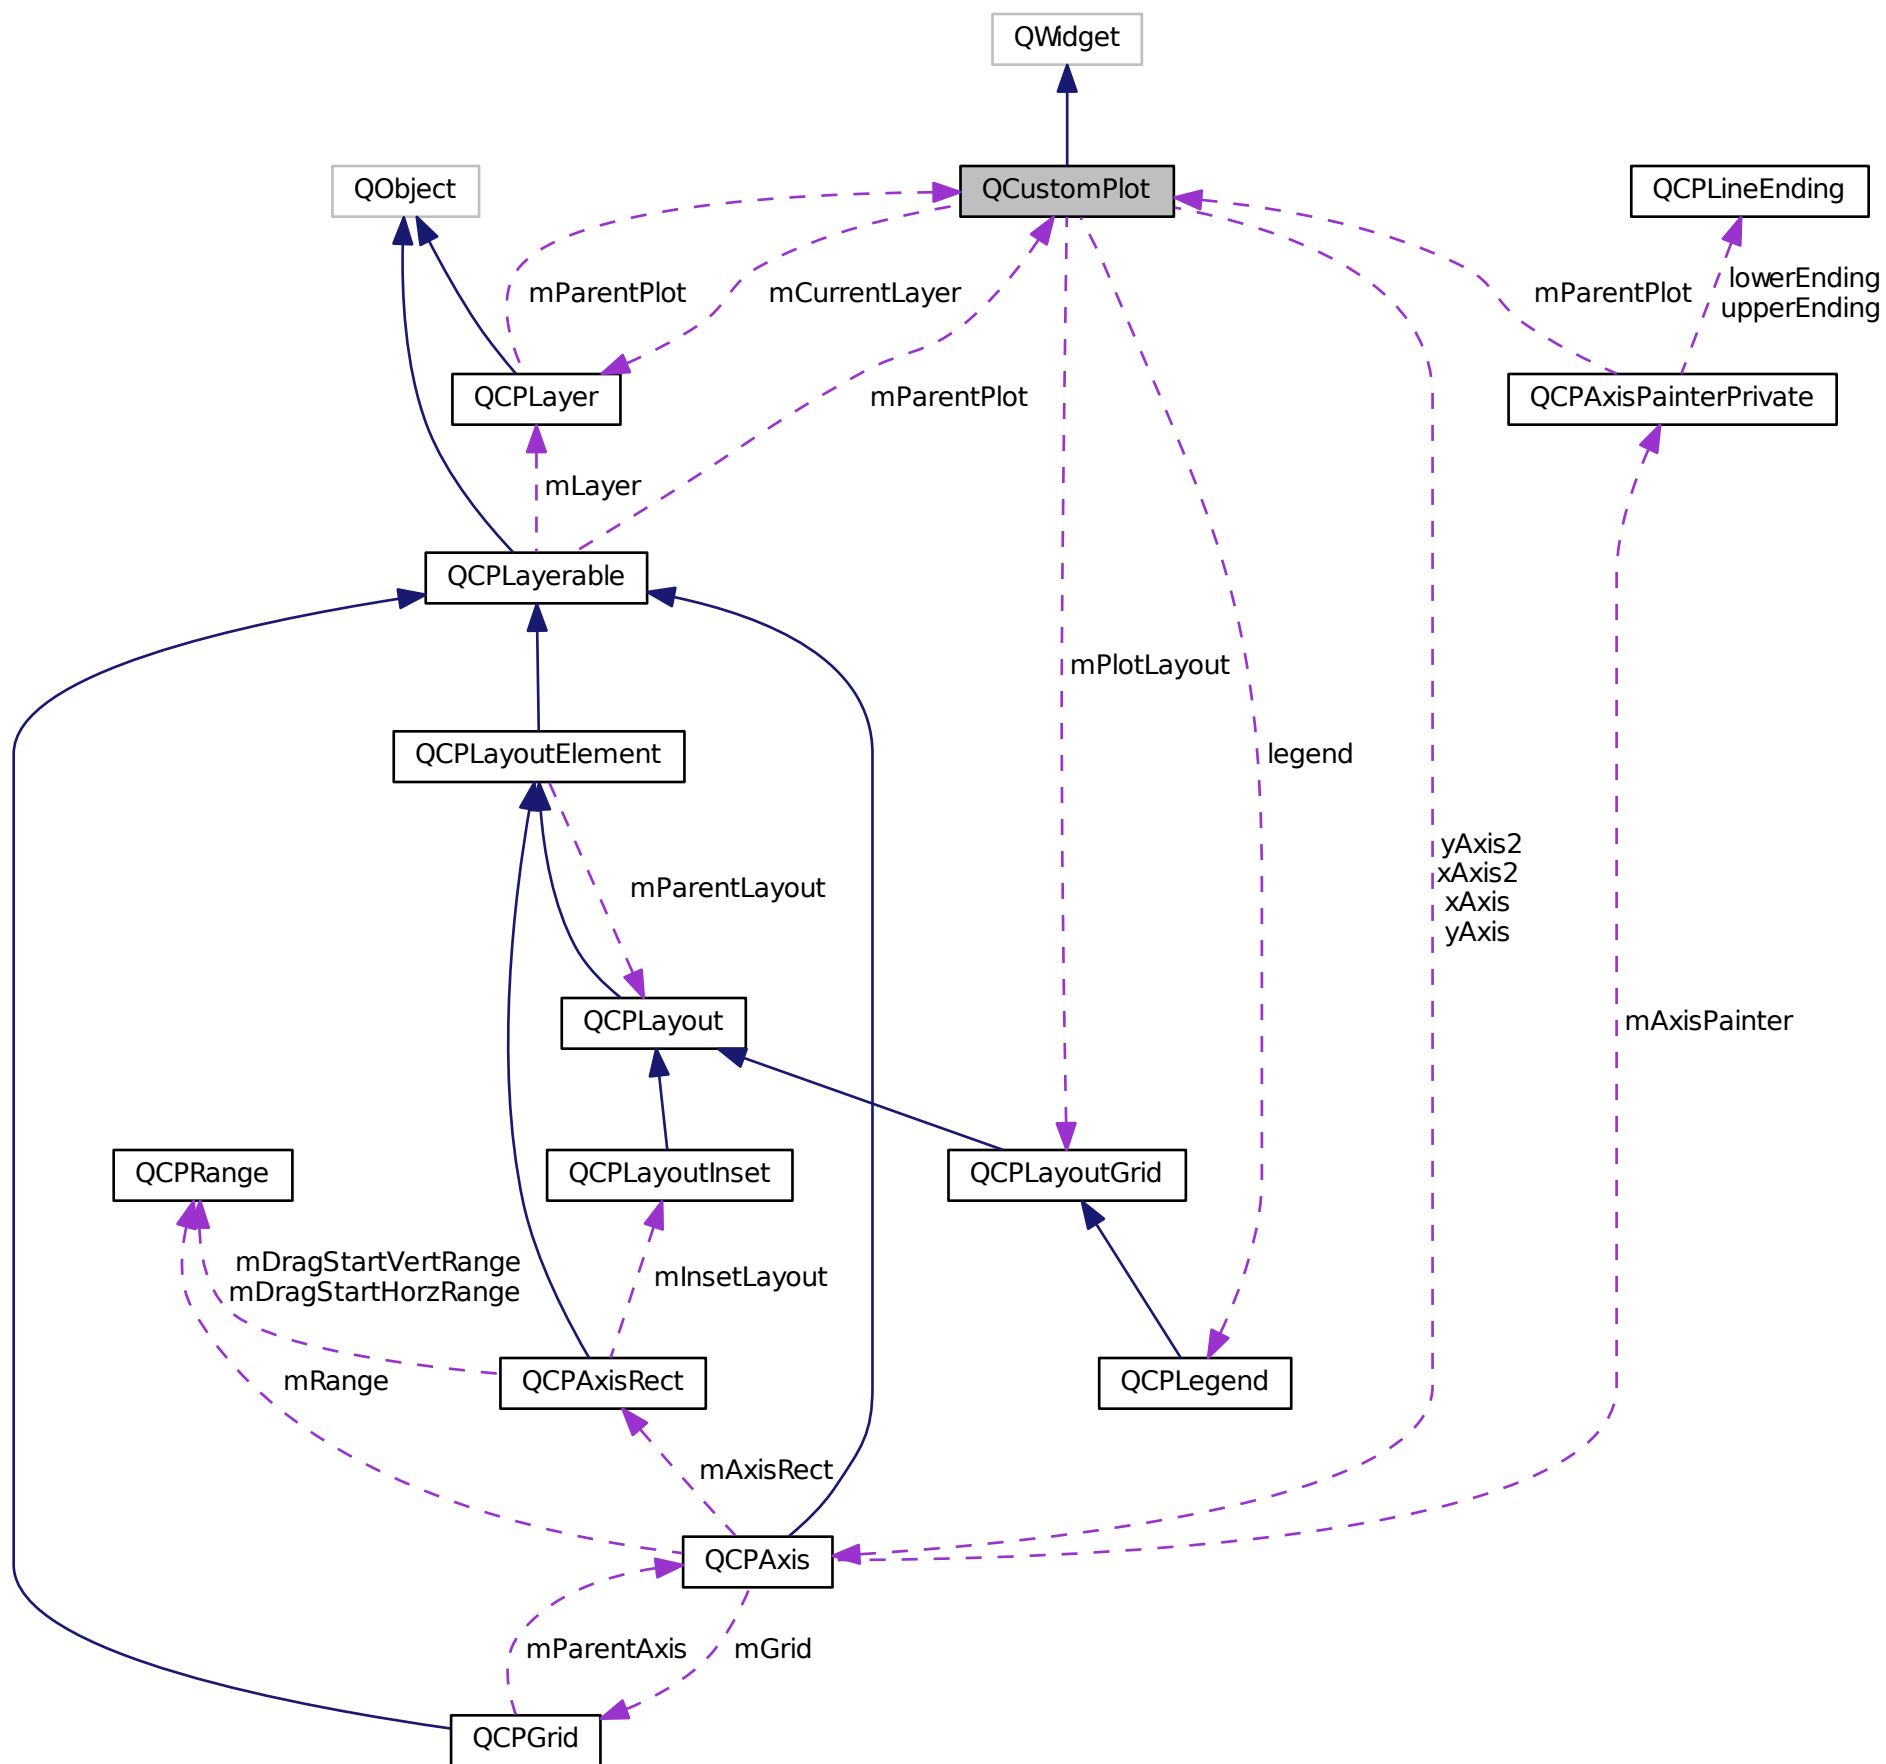 QWidget
QObject
QCustomPlot
QCPLineEnding
mParentPlot
mCurrentLayer
mParentPlot
lowerEnding
upperEnding
QCPLayer
mParentPlot
QCPAxisPainterPrivate
mLayer
QCPLayerable
mPlotLayout
QCPLayoutElement
legend
yAxis2
xAxis2
xAxis
yAxis
mParentLayout
QCPLayout
mAxisPainter
QCPRange
QCPLayoutInset
QCPLayoutGrid
mDragStartVertRange
mDragStartHorzRange
mInsetLayout
mRange
QCPAxisRect
QCPLegend
mAxisRect
QCPAxis
mParentAxis
mGrid
QCPGrid